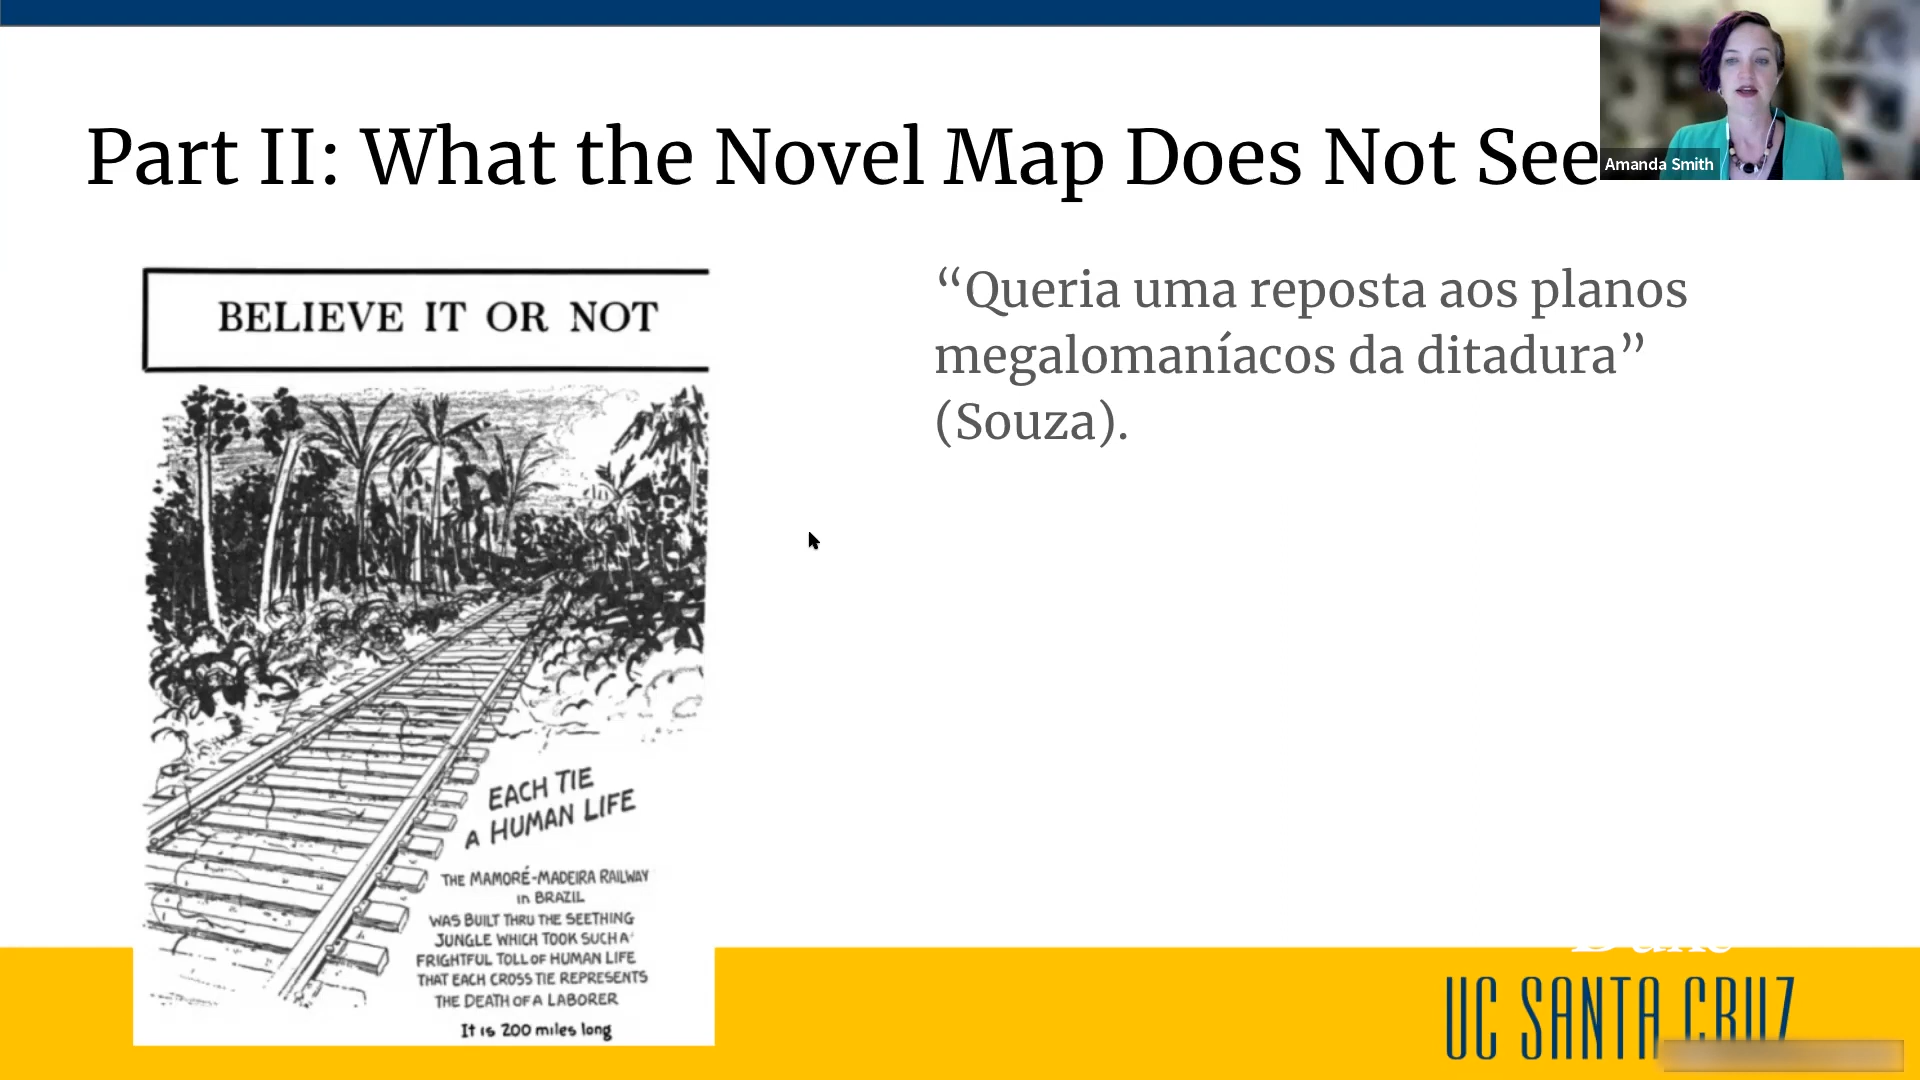 Part II: What the Novel Map Does Not See
Amanda Smith
BELIEVE IT OR NOT
EACH TIE
A HUMAN LIFE
THE MAMORÉ-MADEIRA RAILWAY
in BRAZIL
WAS BUILT THRU THE SEETHING
JUNGLE WHICH TOOK SUCH A
FRIGHTFUL TOLL OF HUMAN LIFE
THAT EACH CROSS TIE REPRESENTS
THE DEATH OF A LABORER
It is 200 miles long
“Queria uma reposta aos planos
megalomaníacos da ditadura”
(Souza).
UC SANTA CRUZ